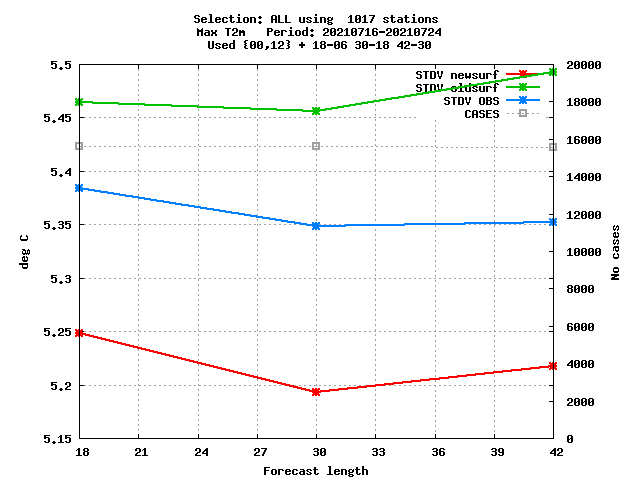 Selection: ALL using  1017 stations
Max T2m   Period: 20210716-20210724
Used {00,12} + 18-06 30-18 42-30
5.5
5.45
5.4
5.35
5.3
5.25
5.2
5.15
deg C
STDV newsurf
STDV oldsurf
STDV OBS
CASES
20000
18000
16000
14000
12000
10000
8000
6000
4000
2000
0
No cases
18 21 24 27 30 33 36 39 42
Forecast length